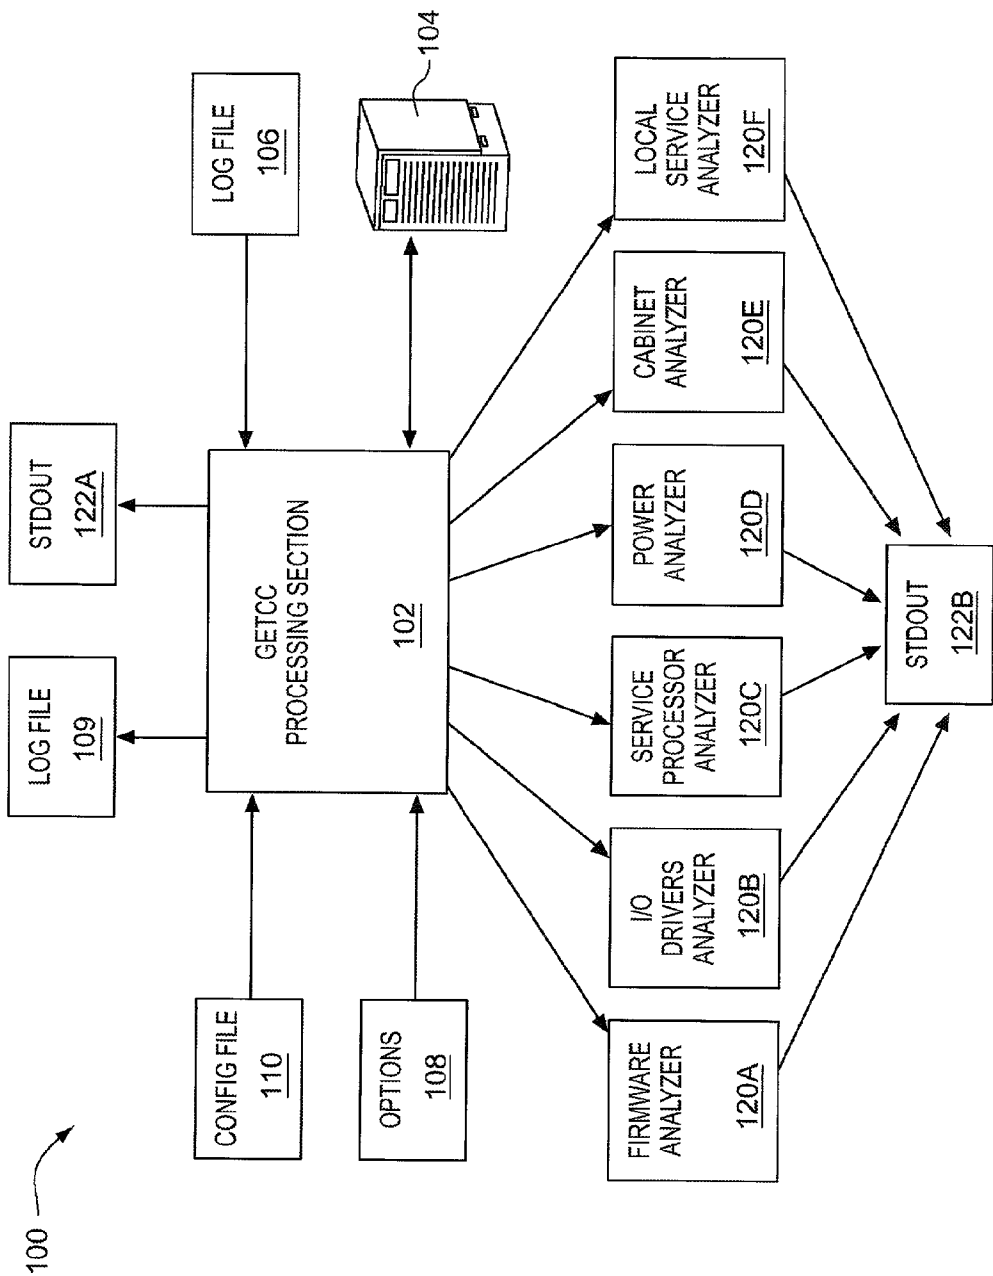 100
LOG FILE
109
STDOUT
122A
CONFIG FILE
110
OPTIONS
108
GETCC
PROCESSING SECTION
102
LOG FILE
106
104
FIRMWARE
ANALYZER
120A
I/O
DRIVERS
ANALYZER
120B
SERVICE
PROCESSOR
ANALYZER
120C
POWER
ANALYZER
120D
CABINET
ANALYZER
120E
LOCAL
SERVICE
ANALYZER
120F
STDOUT
122B